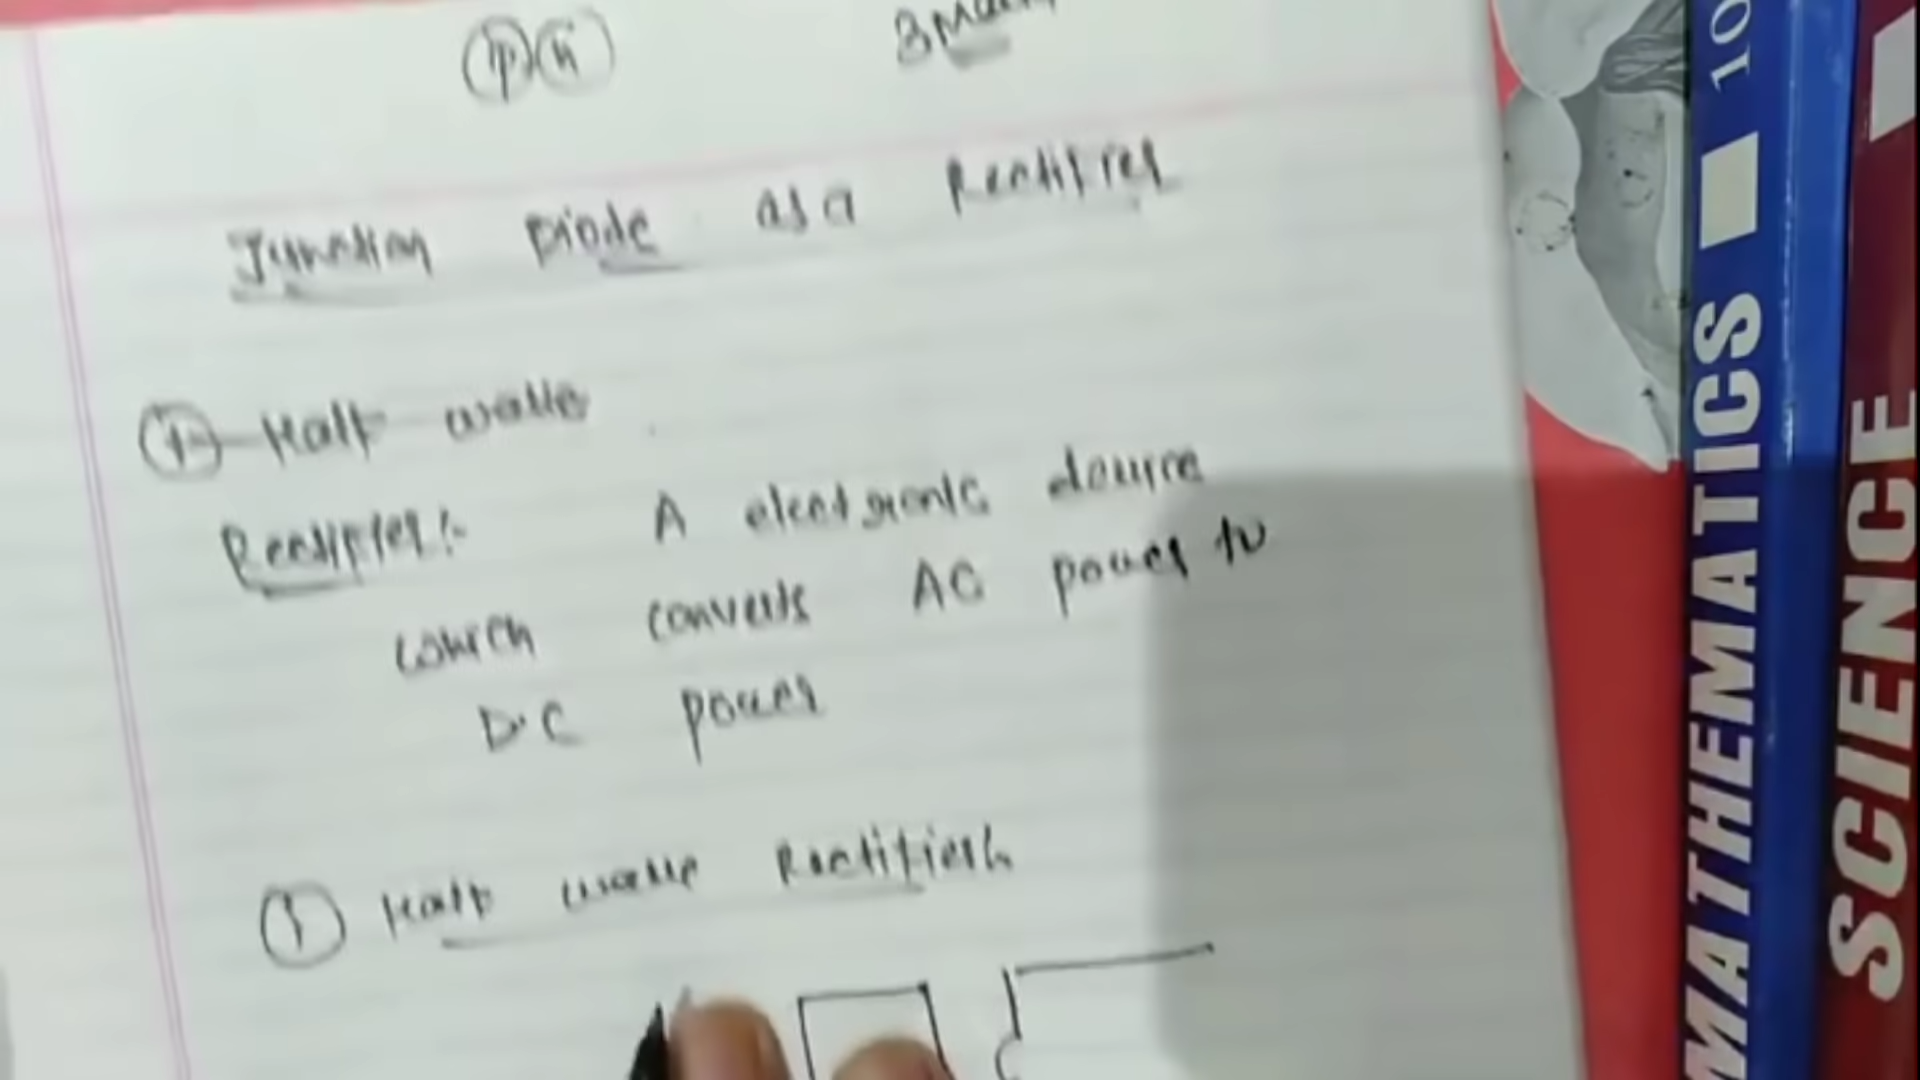 Junction Diode as a Rectifier
Half wave
Rectifier:- A electronic device
which converts AC power to
D.C power
① Half wave Rectifier:-
MATHEMATICS 10
SCIENCE